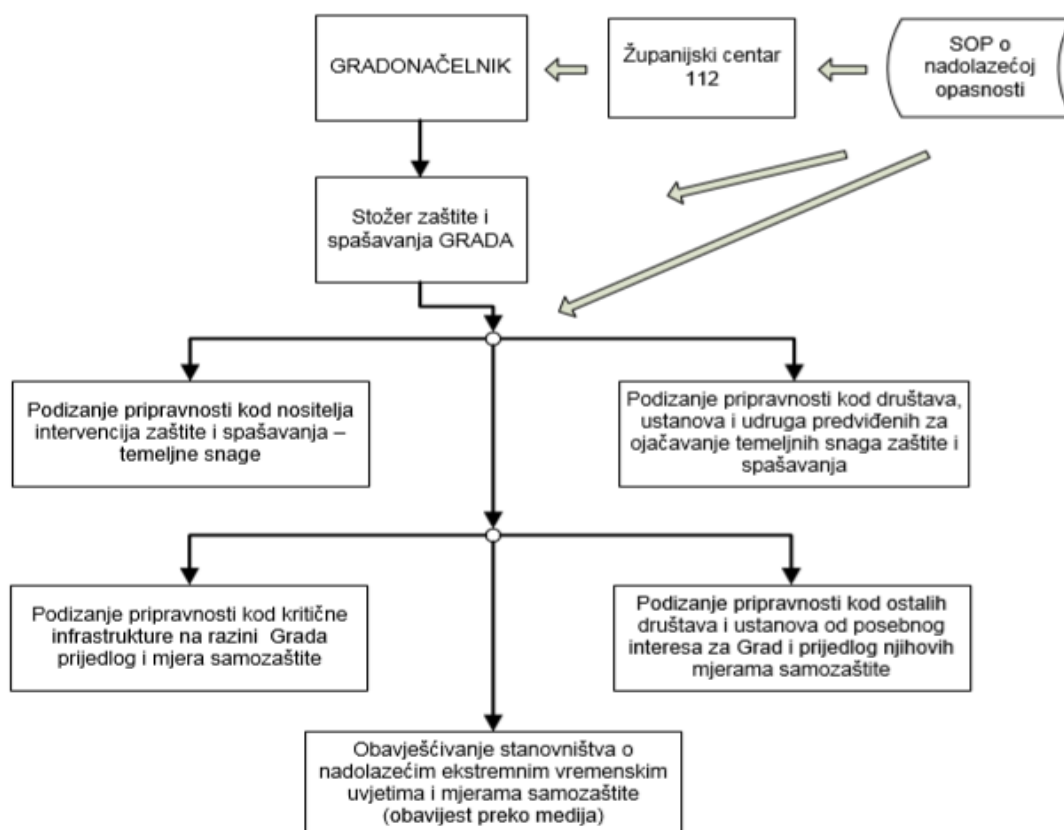 GRADONAČELNIK
Županijski centar
112
SOP o
nadolazećoj
opasnosti
Stožer zaštite i
spašavanja GRADA
Podizanje pripravnosti kod nositelja
intervencija zaštite i spašavanja –
temeljne snage
Podizanje pripravnosti kod društava,
ustanova i udruga predviđenih za
ojačavanje temeljnih snaga zaštite i
spašavanja
Podizanje pripravnosti kod kritične
infrastrukture na razini Grada
prijedlog i mjera samozaštite
Podizanje pripravnosti kod ostalih
društava i ustanova od posebnog
interesa za Grad i prijedlog njihovih
mjerama samozaštite
Obavješćivanje stanovništva o
nadolazećim ekstremnim vremenskim
uvjetima i mjerama samozaštite
(obavijest preko medija)